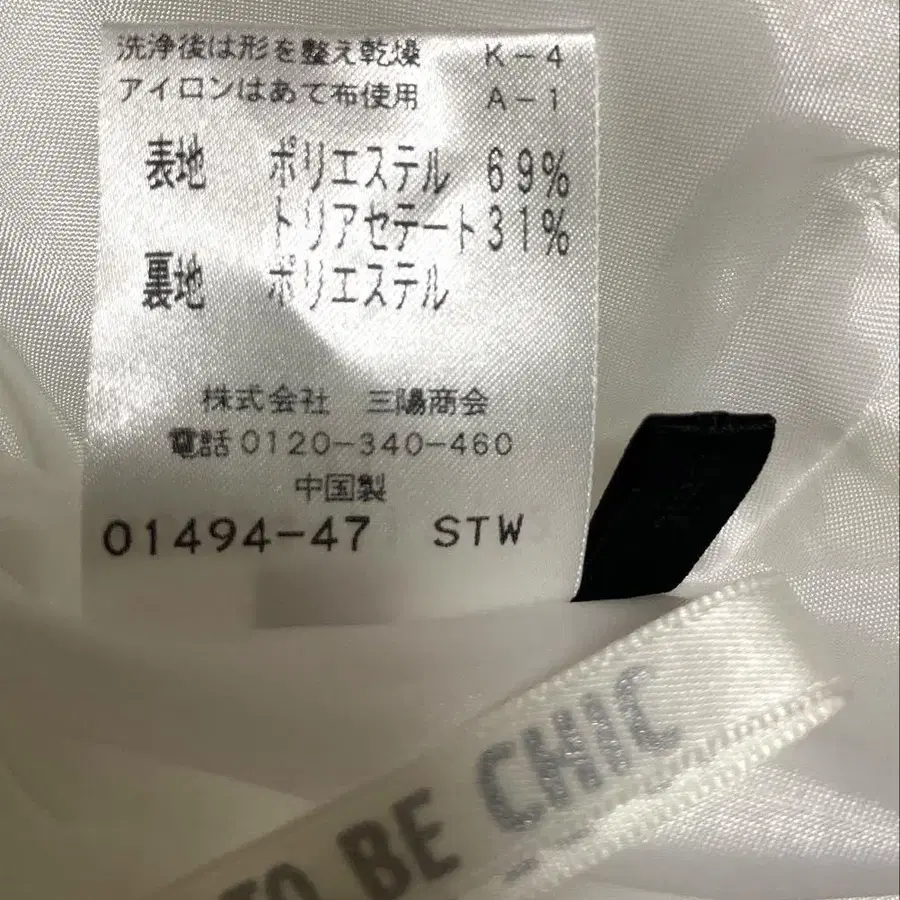 洗浄後は形を整え乾燥 K-4
アイロンはあて布使用 A-1
表地 ポリエステル 69%
トリアセテート31%
裏地 ポリエステル
株式会社 三陽商会
電話0120-340-460
中国製
01494-47 STW
TO BE CHIC